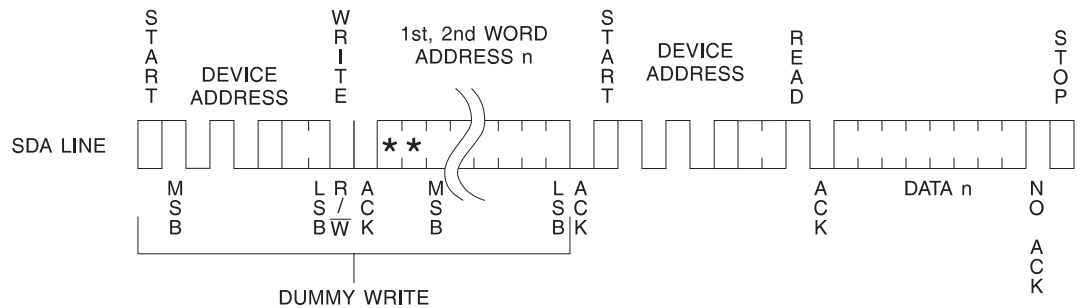 START
WRITE
1st, 2nd WORD
ADDRESS n
START
READ
STOP
DEVICE
ADDRESS
DEVICE
ADDRESS
SDA LINE
* *
MSB
LSB
R/W̅
ACK
MSB
LSB
ACK
ACK
DATA n
NO ACK
DUMMY WRITE